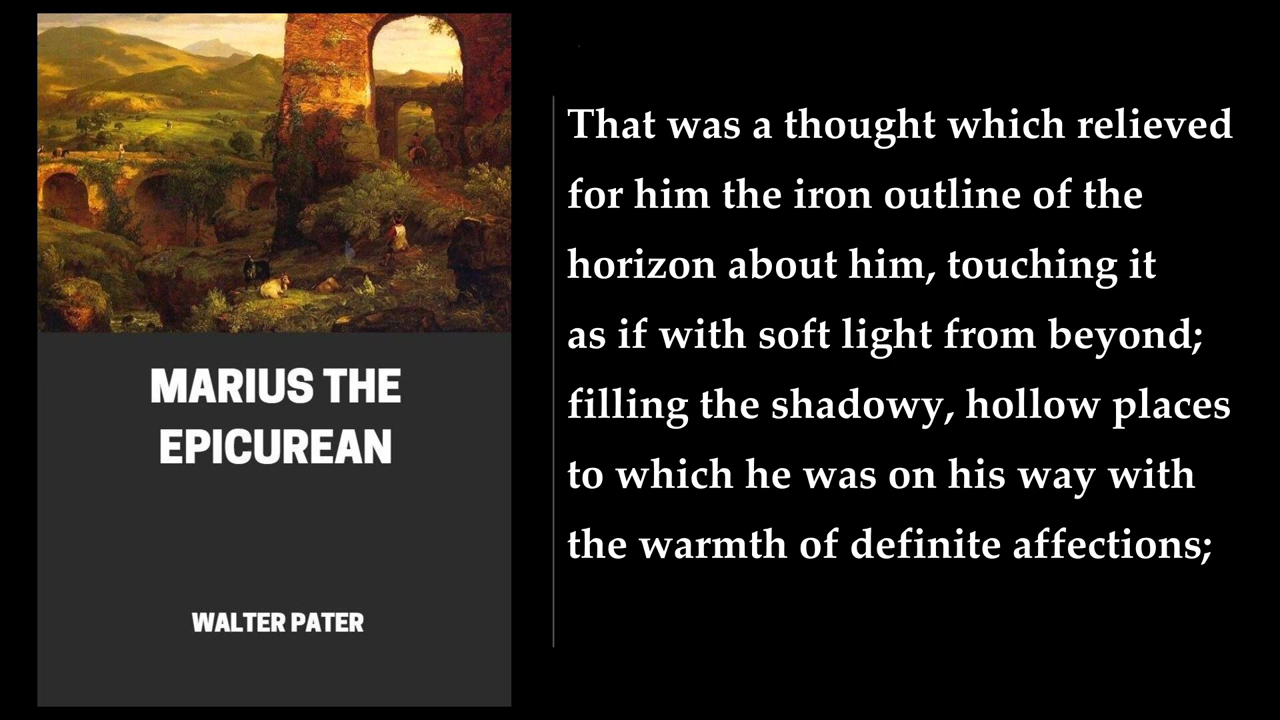 MARIUS THE
EPICUREAN
WALTER PATER
That was a thought which relieved
for him the iron outline of the
horizon about him, touching it
as if with soft light from beyond;
filling the shadowy, hollow places
to which he was on his way with
the warmth of definite affections;